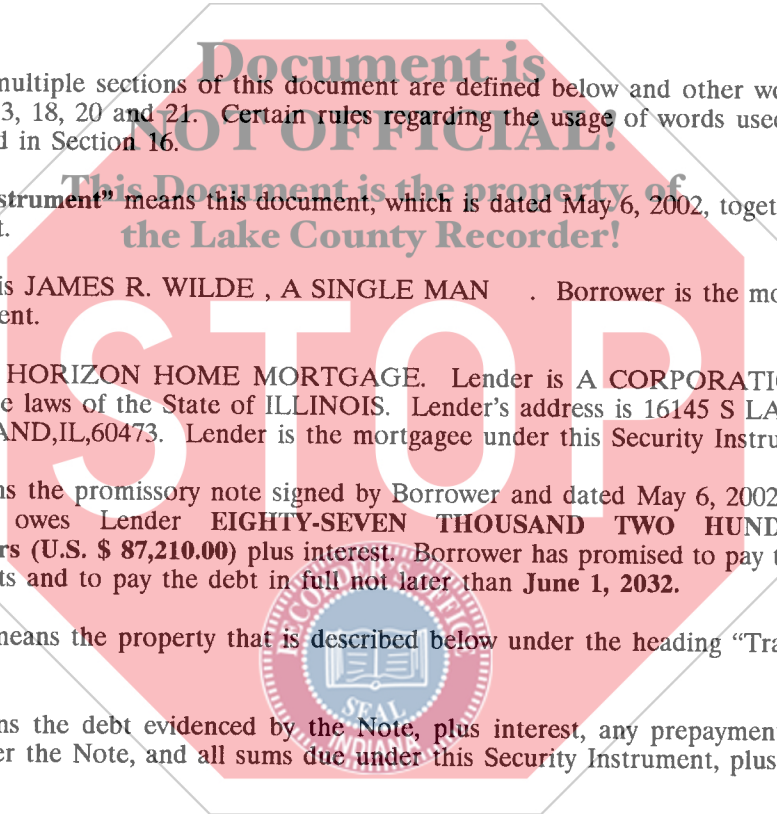 Document is
multiple sections of this document are defined below and other wo
3, 18, 20 and 21. Certain rules regarding the usage of words used
NOT OFFICIAL!
d in Section 16.
This Document is the property of
strument” means this document, which is dated May 6, 2002, toget
t.
the Lake County Recorder!
is JAMES R. WILDE , A SINGLE MAN . Borrower is the mo
ent.
STOP
HORIZON HOME MORTGAGE. Lender is A CORPORATI
e laws of the State of ILLINOIS. Lender's address is 16145 S LA
AND,IL,60473. Lender is the mortgagee under this Security Instru
ns the promissory note signed by Borrower and dated May 6, 2002
owes Lender EIGHTY-SEVEN THOUSAND TWO HUND
rs (U.S. $ 87,210.00) plus interest. Borrower has promised to pay t
ts and to pay the debt in full not later than June 1, 2032.
RECORDER'S OFFIC
means the property that is described below under the heading “Tra
SEAL
INDIANA
ns the debt evidenced by the Note, plus interest, any prepayment
er the Note, and all sums due under this Security Instrument, plus